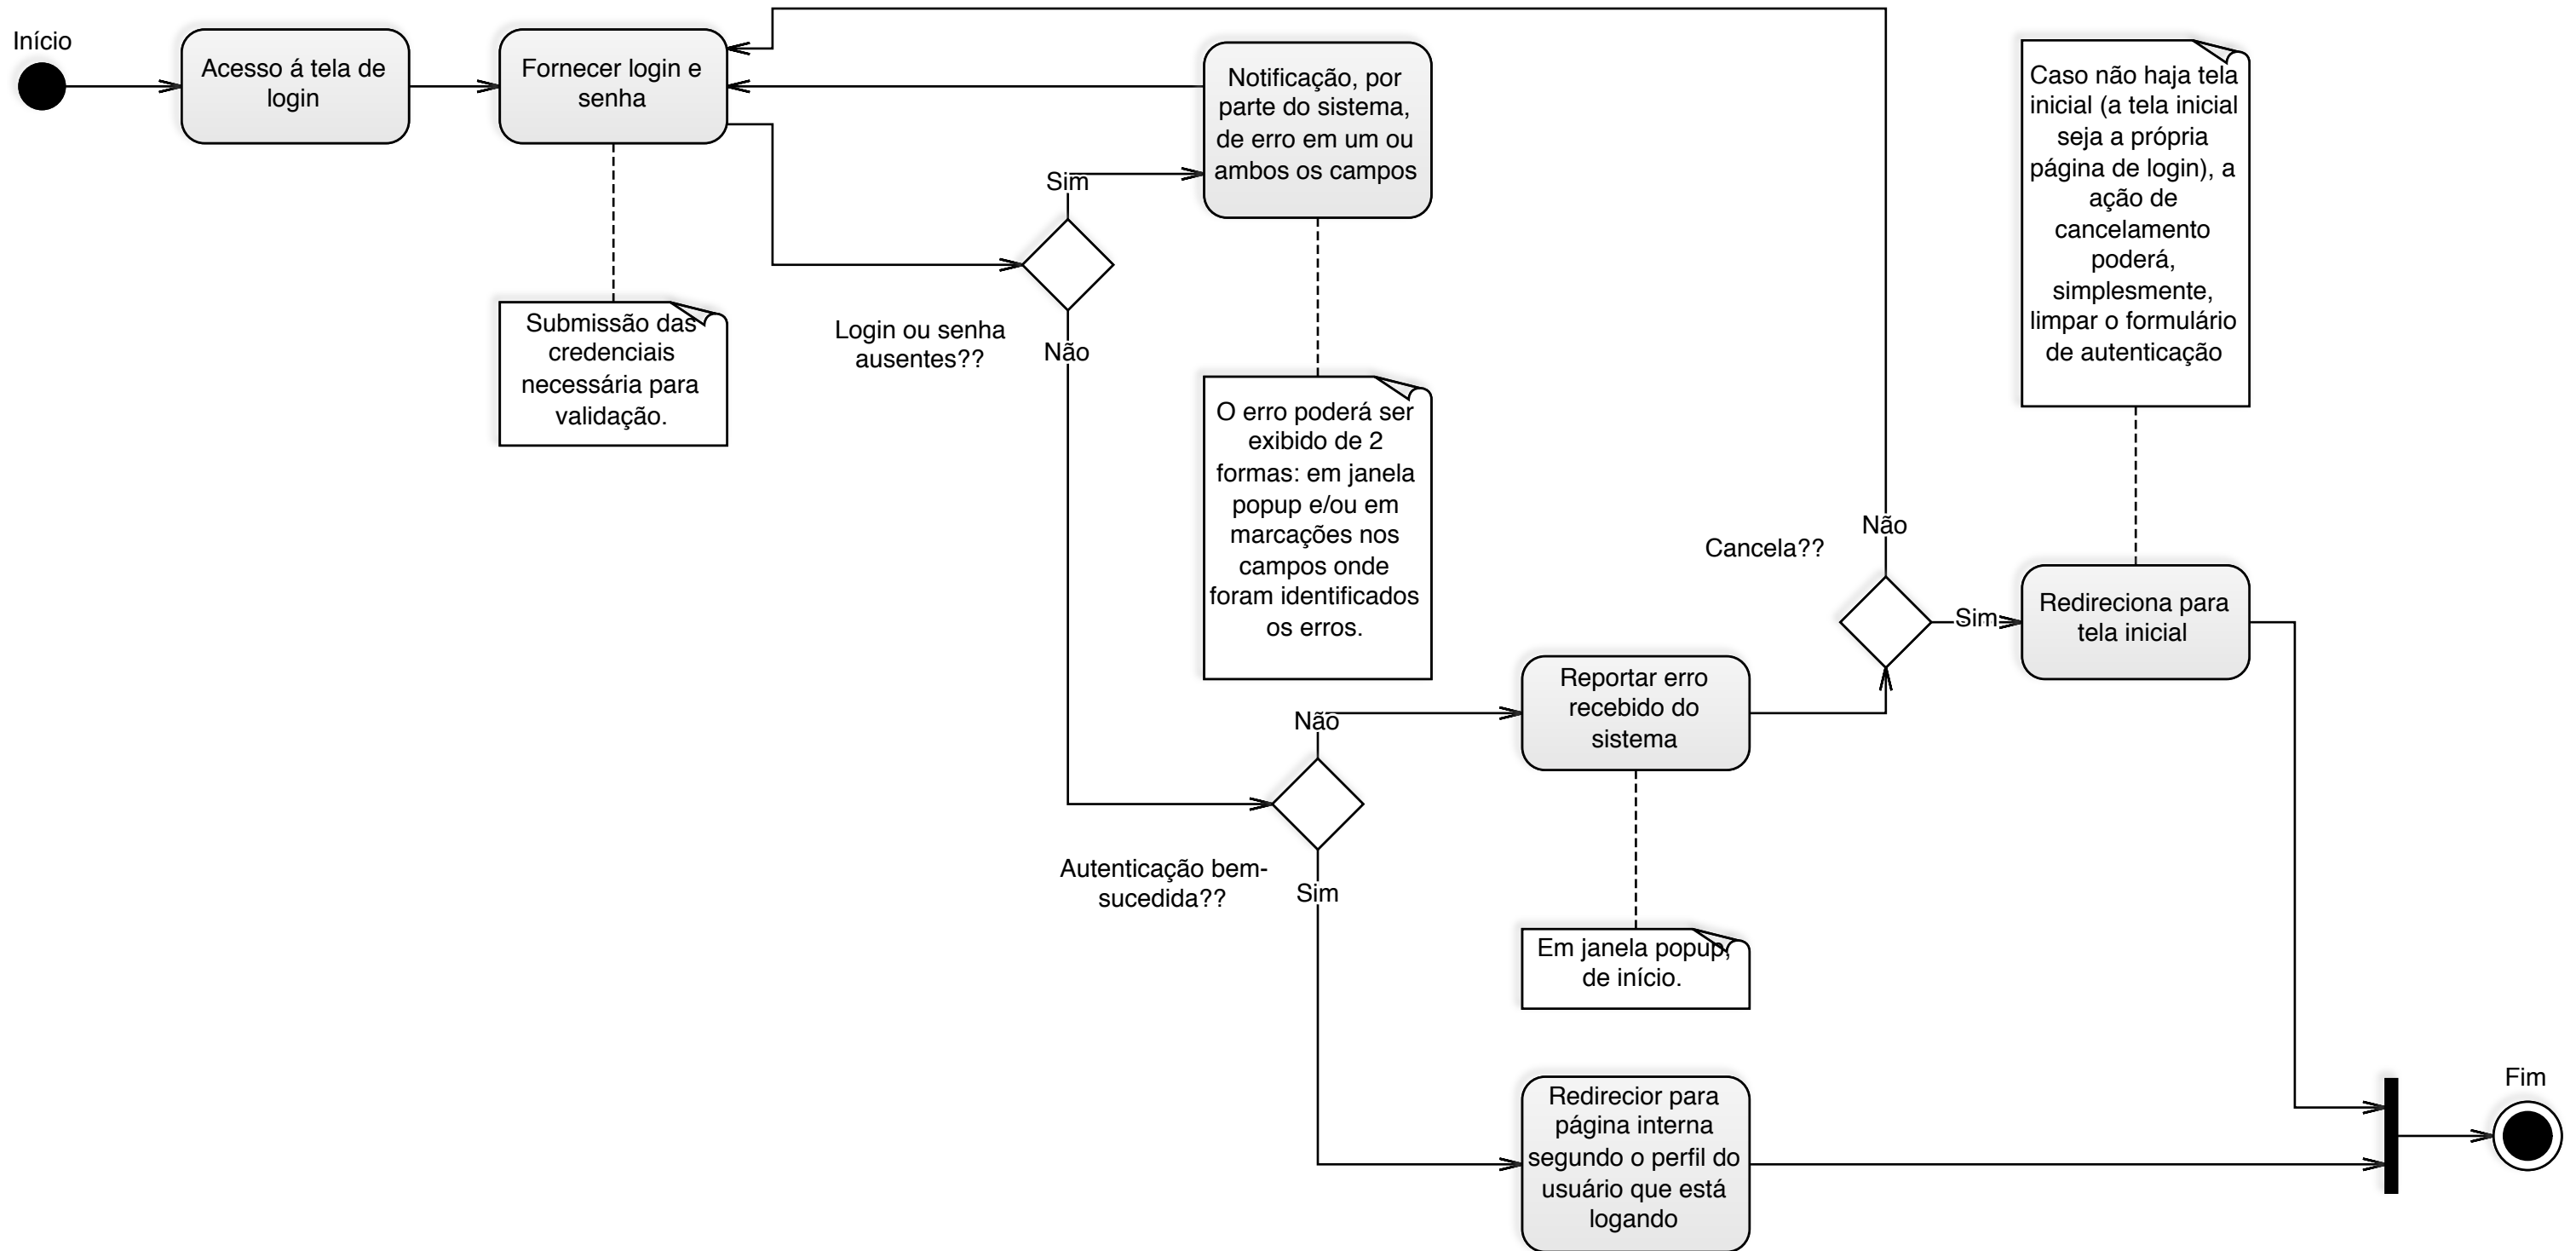 Início
Acesso á tela de
login
Fornecer login e
senha
Submissão das
credenciais
necessária para
validação.
Login ou senha
ausentes??
Sim
Não
Notificação, por
parte do sistema,
de erro em um ou
ambos os campos
O erro poderá ser
exibido de 2
formas: em janela
popup e/ou em
marcações nos
campos onde
foram identificados
os erros.
Autenticação bem-
sucedida??
Não
Sim
Reportar erro
recebido do
sistema
Em janela popup,
de início.
Cancela??
Não
Sim
Caso não haja tela
inicial (a tela inicial
seja a própria
página de login), a
ação de
cancelamento
poderá,
simplesmente,
limpar o formulário
de autenticação
Redireciona para
tela inicial
Redirecior para
página interna
segundo o perfil do
usuário que está
logando
Fim